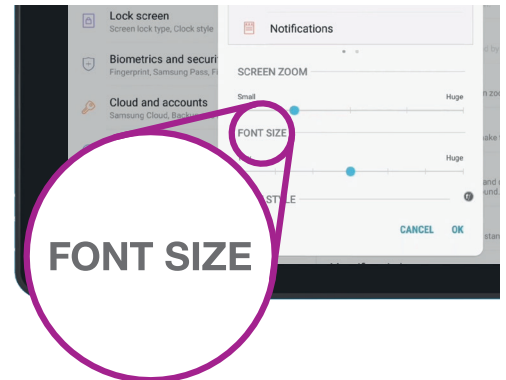 Lock screen
Screen lock type, Clock style
Biometrics and securi
Fingerprint, Samsung Pass, F
Cloud and accounts
Samsung Cloud, Back
Notifications
SCREEN ZOOM
Small Huge
FONT SIZE
Huge
STYLE
CANCEL OK
FONT SIZE